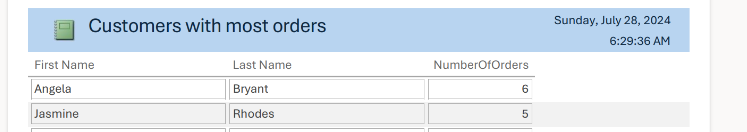 Customers with most orders
Sunday, July 28, 2024
6:29:36 AM
First Name Last Name NumberOfOrders
Angela Bryant 6
Jasmine Rhodes 5